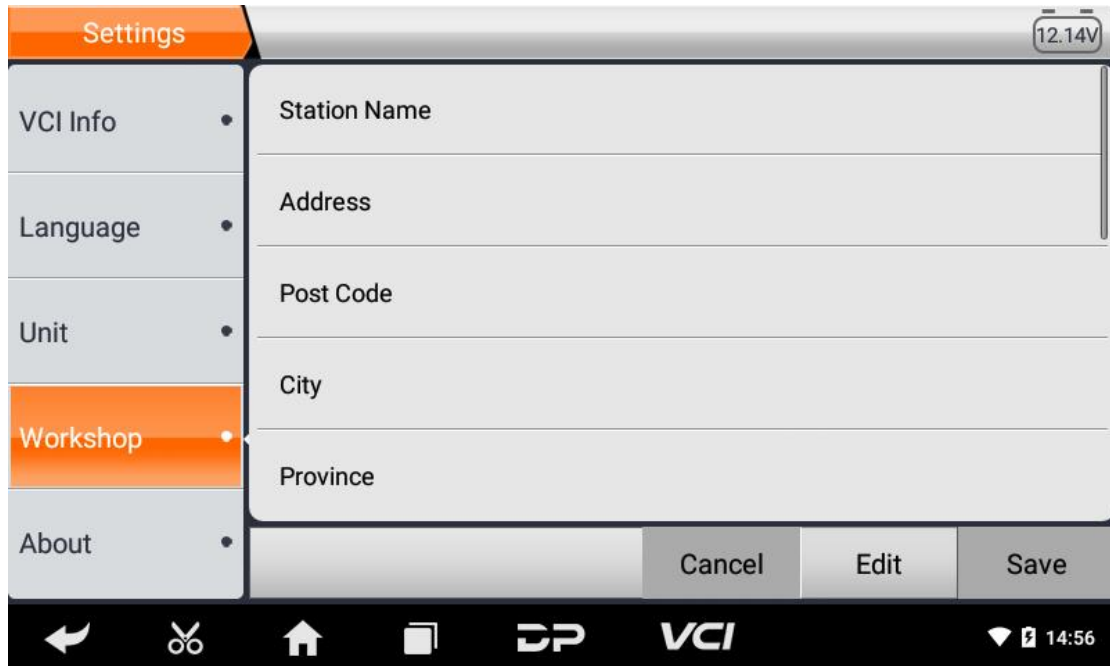 Settings
12.14V
VCI Info
Language
Unit
Workshop
About
Station Name
Address
Post Code
City
Province
Cancel
Edit
Save
DP
VCI
14:56